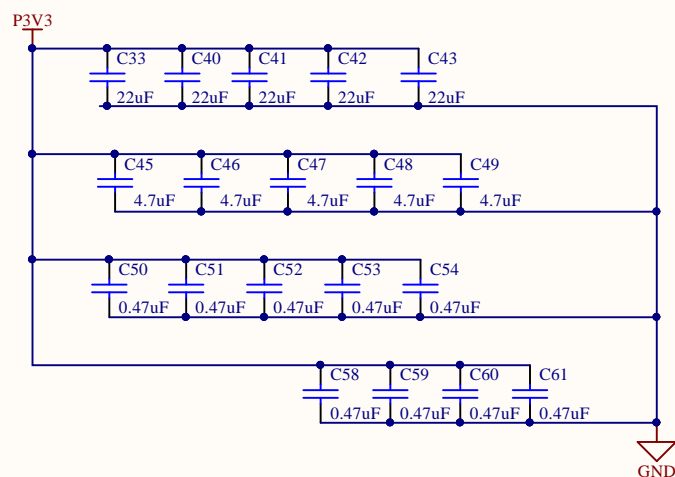 P3V3
C33 C40 C41 C42 C43
22uF 22uF 22uF 22uF 22uF
C45 C46 C47 C48 C49
4.7uF 4.7uF 4.7uF 4.7uF 4.7uF
C50 C51 C52 C53 C54
0.47uF 0.47uF 0.47uF 0.47uF 0.47uF
C58 C59 C60 C61
0.47uF 0.47uF 0.47uF 0.47uF
GND